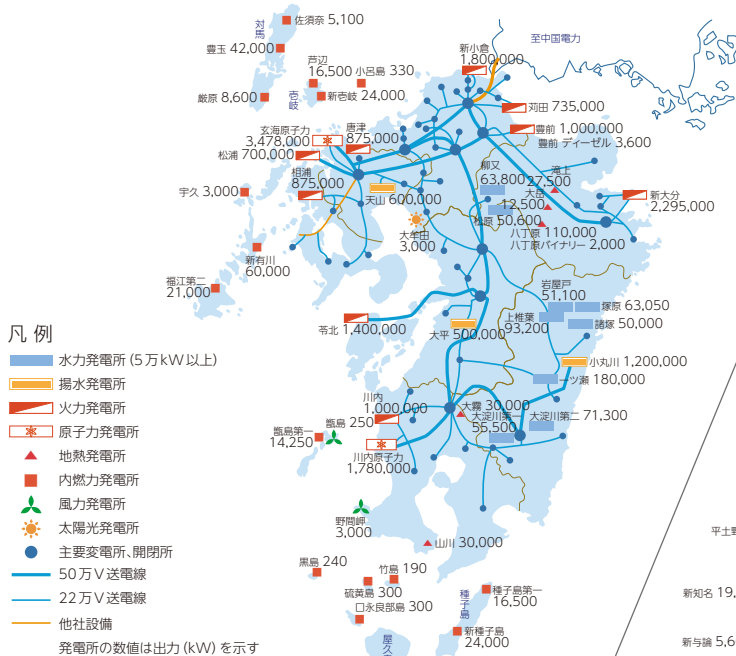 佐須奈 5,100
対馬
豊玉 42,000
厳原 8,600
芦辺
16,500
小呂島 330
壱岐
新壱岐 24,000
至中国電力
新小倉
1,800,000
苅田 735,000
豊前 1,000,000
豊前 ディーゼル 3,600
玄海原子力
3,478,000
唐津
875,000
松浦 700,000
相浦
875,000
天山 600,000
宇久 3,000
大牟田
3,000
柳又
63,800
滝上
27,500
大岳
12,500
松原 50,600
八丁原 110,000
八丁原バイナリー 2,000
新大分
2,295,000
新有川
60,000
福江第二
21,000
苓北 1,400,000
大平 500,000
岩屋戸
51,100
上椎葉
93,200
塚原 63,050
諸塚 50,000
小丸川 1,200,000
一ツ瀬 180,000
川内
1,000,000
甑島 250
甑島第一
14,250
川内原子力
1,780,000
大霧 30,000
大淀川第一
55,500
大淀川第二 71,300
野間岬
3,000
山川 30,000
黒島 240
竹島 190
硫黄島 300
口永良部島 300
種子島
種子島第一
16,500
新種子島
24,000
屋久
平土野
新知名 19,
新与論 5,6
凡 例
水力発電所 (5万kW以上)
揚水発電所
火力発電所
原子力発電所
地熱発電所
内燃力発電所
風力発電所
太陽光発電所
主要変電所、開閉所
50万V送電線
22万V送電線
他社設備
発電所の数値は出力 (kW) を示す